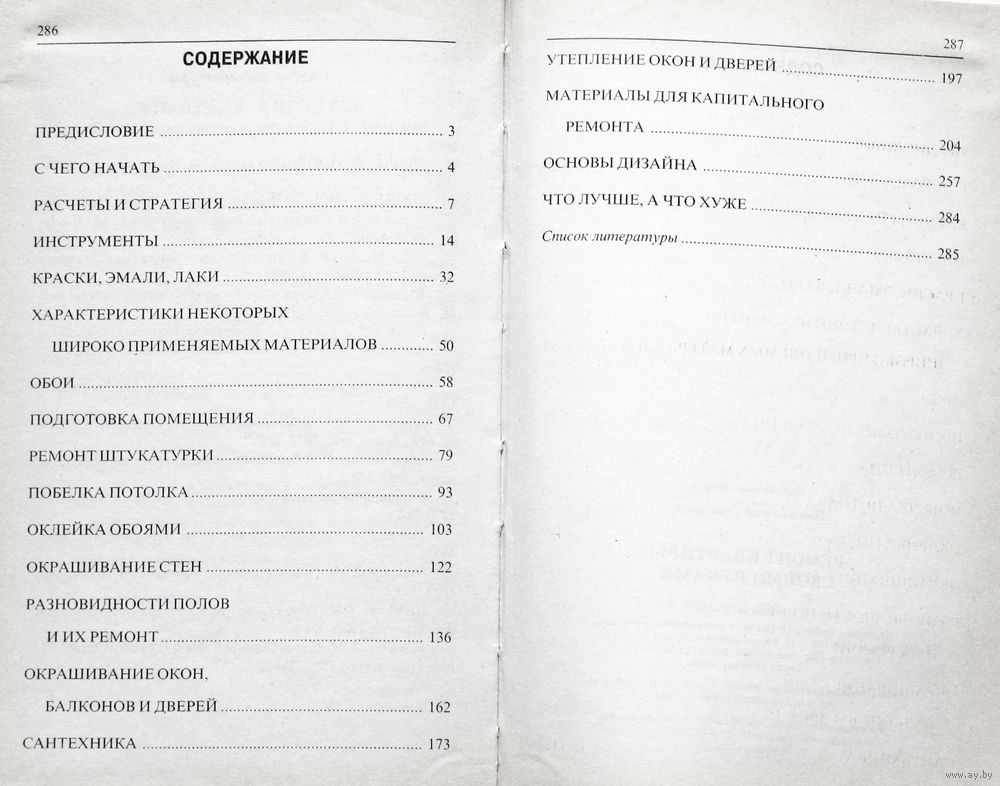 286
СОДЕРЖАНИЕ
ПРЕДИСЛОВИЕ ........ 3
С ЧЕГО НАЧАТЬ ........ 4
РАСЧЕТЫ И СТРАТЕГИЯ ........ 7
ИНСТРУМЕНТЫ ........ 14
КРАСКИ, ЭМАЛИ, ЛАКИ ........ 32
ХАРАКТЕРИСТИКИ НЕКОТОРЫХ
ШИРОКО ПРИМЕНЯЕМЫХ МАТЕРИАЛОВ ........ 50
ОБОИ ........ 58
ПОДГОТОВКА ПОМЕЩЕНИЯ ........ 67
РЕМОНТ ШТУКАТУРКИ ........ 79
ПОБЕЛКА ПОТОЛКА ........ 93
ОКЛЕЙКА ОБОЯМИ ........ 103
ОКРАШИВАНИЕ СТЕН ........ 122
РАЗНОВИДНОСТИ ПОЛОВ
И ИХ РЕМОНТ ........ 136
ОКРАШИВАНИЕ ОКОН,
БАЛКОНОВ И ДВЕРЕЙ ........ 162
САНТЕХНИКА ........ 173
287
УТЕПЛЕНИЕ ОКОН И ДВЕРЕЙ ........ 197
МАТЕРИАЛЫ ДЛЯ КАПИТАЛЬНОГО
РЕМОНТА ........ 204
ОСНОВЫ ДИЗАЙНА ........ 257
ЧТО ЛУЧШЕ, А ЧТО ХУЖЕ ........ 284
Список литературы ........ 285
www.ay.by